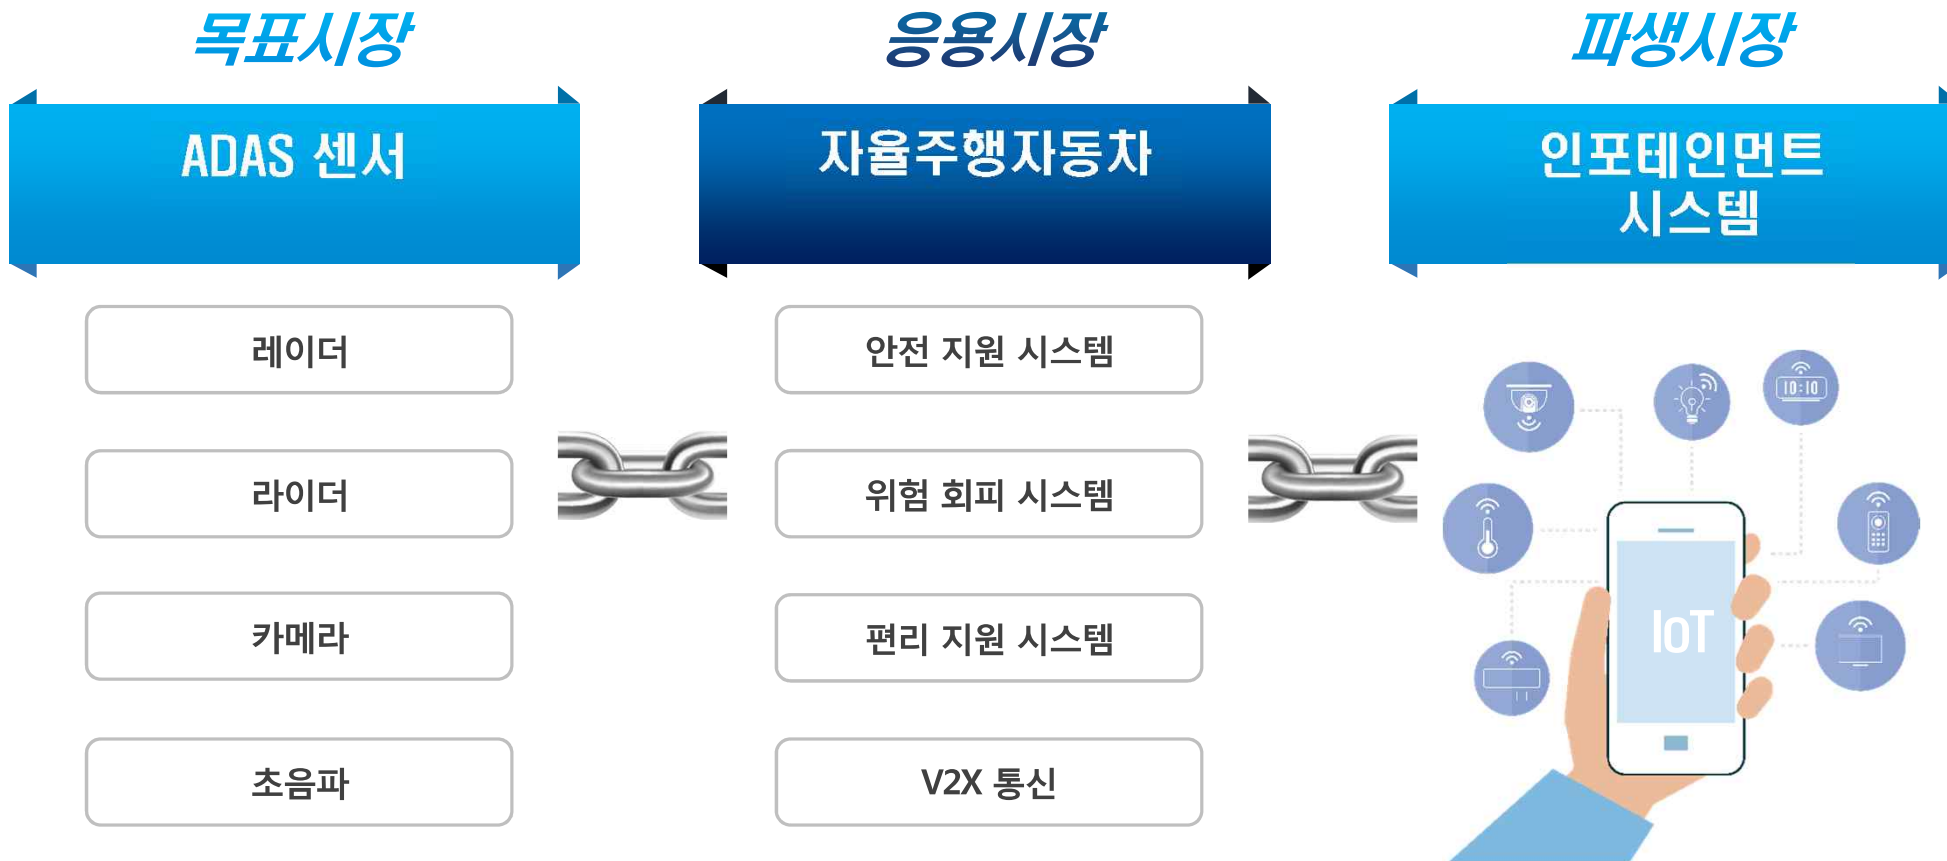 목표시장
응용시장
파생시장
ADAS 센서
자율주행자동차
인포테인먼트
시스템
레이더
라이더
카메라
초음파
안전 지원 시스템
위험 회피 시스템
편리 지원 시스템
V2X 통신
10:10
IoT